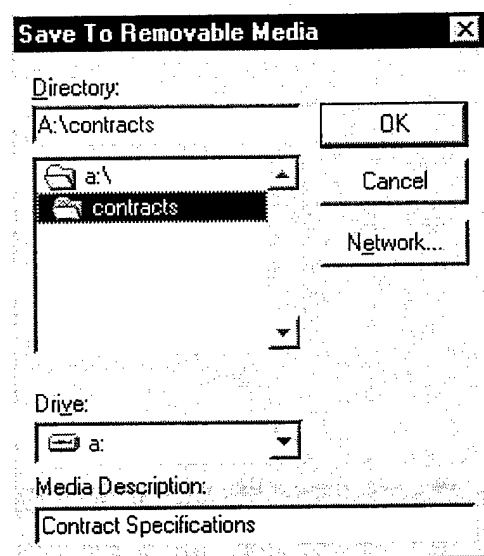 Save To Removable Media
Directory:
A:\contracts
OK
a:\
contracts
Cancel
Network...
Drive:
a:
Media Description:
Contract Specifications